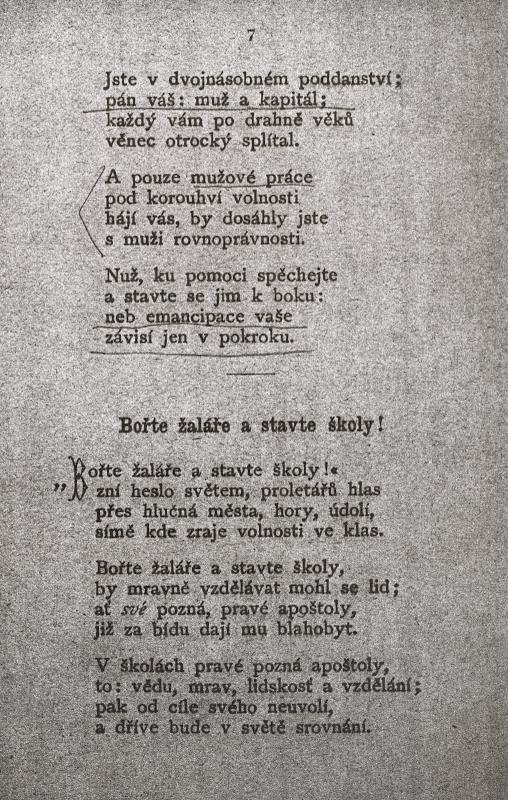 7
Jste v dvojnásobném poddanství;
pán váš: muž a kapitál;
každý vám po drahně věků
věnec otrocký splítal.
A pouze mužové práce
pod korouhví volnosti
hájí vás, by dosáhly jste
s muži rovnoprávnosti.
Nuž, ku pomoci spěchejte
a stavte se jim k boku:
neb emancipace vaše
závisí jen v pokroku.
Bořte žaláře a stavte školy!
„Bořte žaláře a stavte školy!“
zní heslo světem, proletářů hlas
přes hlučná města, hory, údolí,
símě kde zraje volnosti ve klas.
Bořte žaláře a stavte školy,
by mravně vzdělávat mohl se lid;
ať své pozná, pravé apoštoly,
již za bídu dají mu blahobyt.
V školách pravé pozná apoštoly,
to: vědu, mrav, lidskosť a vzdělání;
pak od cíle svého neuvolí,
a dříve bude v světě srovnání.